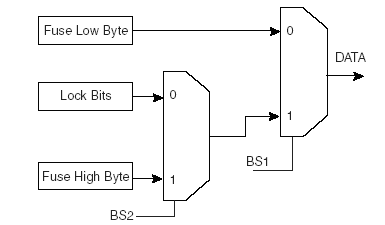 Fuse Low Byte
0
DATA
Lock Bits
0
1
BS1
Fuse High Byte
1
BS2